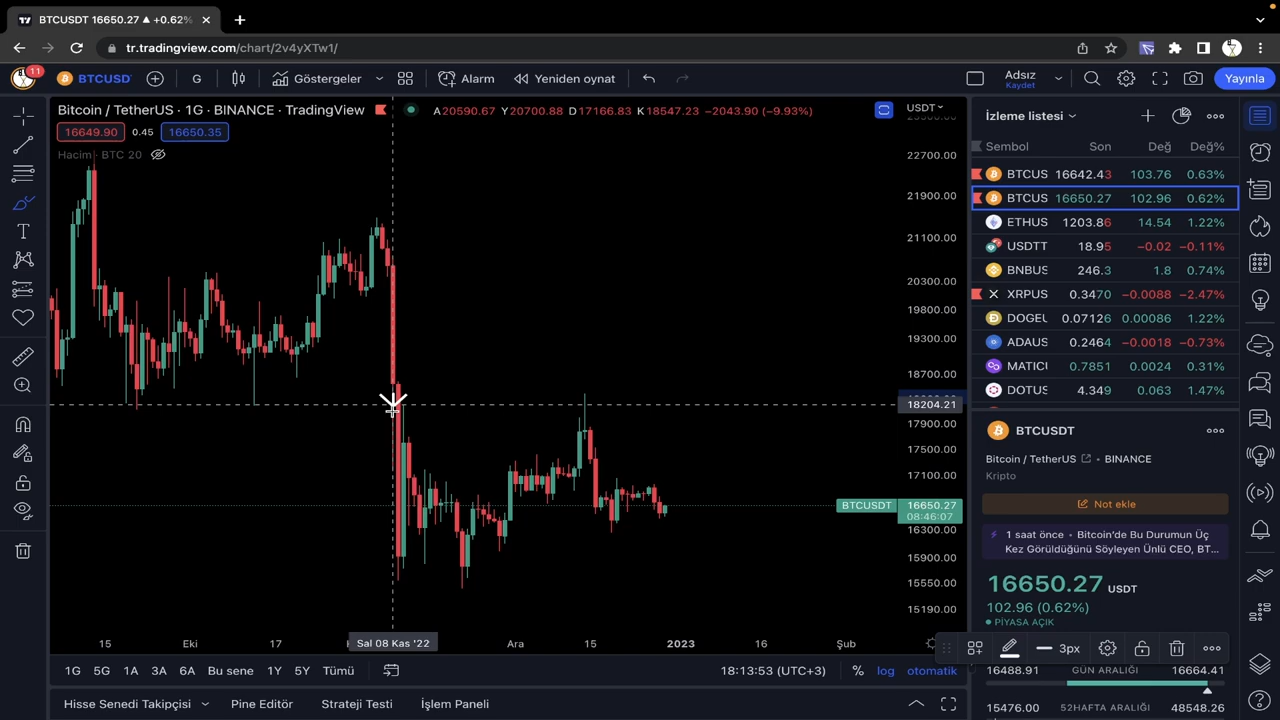 BTCUSDT 16650.27 ▲ +0.62%
tr.tradingview.com/chart/2v4yXTw1/
11 BTCUSD G Göstergeler Alarm Yeniden oynat Adsız Kaydet Yayınla
Bitcoin / TetherUS · 1G · BINANCE · TradingView A20590.67 Y20700.88 D17166.83 K18547.23 −2043.90 (−9.93%) USDT
16649.90 0.45 16650.35
Hacim BTC 20
22700.00
21900.00
21100.00
20300.00
19800.00
19300.00
18700.00
18204.21
17900.00
17500.00
17100.00
BTCUSDT 16650.27
08:46:07
16300.00
15900.00
15550.00
15190.00
15 Eki 17 Sal 08 Kas '22 Ara 15 2023 16 Şub
1G 5G 1A 3A 6A Bu sene 1Y 5Y Tümü 18:13:53 (UTC+3) % log otomatik
Hisse Senedi Takipçisi Pine Editör Strateji Testi İşlem Paneli
İzleme listesi
Sembol Son Değ Değ%
BTCUS 16642.43 103.76 0.63%
BTCUS 16650.27 102.96 0.62%
ETHUS 1203.86 14.54 1.22%
USDTT 18.95 −0.02 −0.11%
BNBUS 246.3 1.8 0.74%
XRPUS 0.3470 −0.0088 −2.47%
DOGEU 0.07126 0.00086 1.22%
ADAUS 0.2464 −0.0018 −0.73%
MATICU 0.7851 0.0024 0.31%
DOTUS 4.349 0.063 1.47%
BTCUSDT
Bitcoin / TetherUS • BINANCE
Kripto
Not ekle
1 saat önce • Bitcoin'de Bu Durumun Üç
Kez Görüldüğünü Söyleyen Ünlü CEO, BT...
16650.27 USDT
102.96 (0.62%)
PİYASA AÇIK
3px
16488.91 GÜN ARALIĞI 16664.41
15476.00 52HAFTA ARALIĞI 48548.26